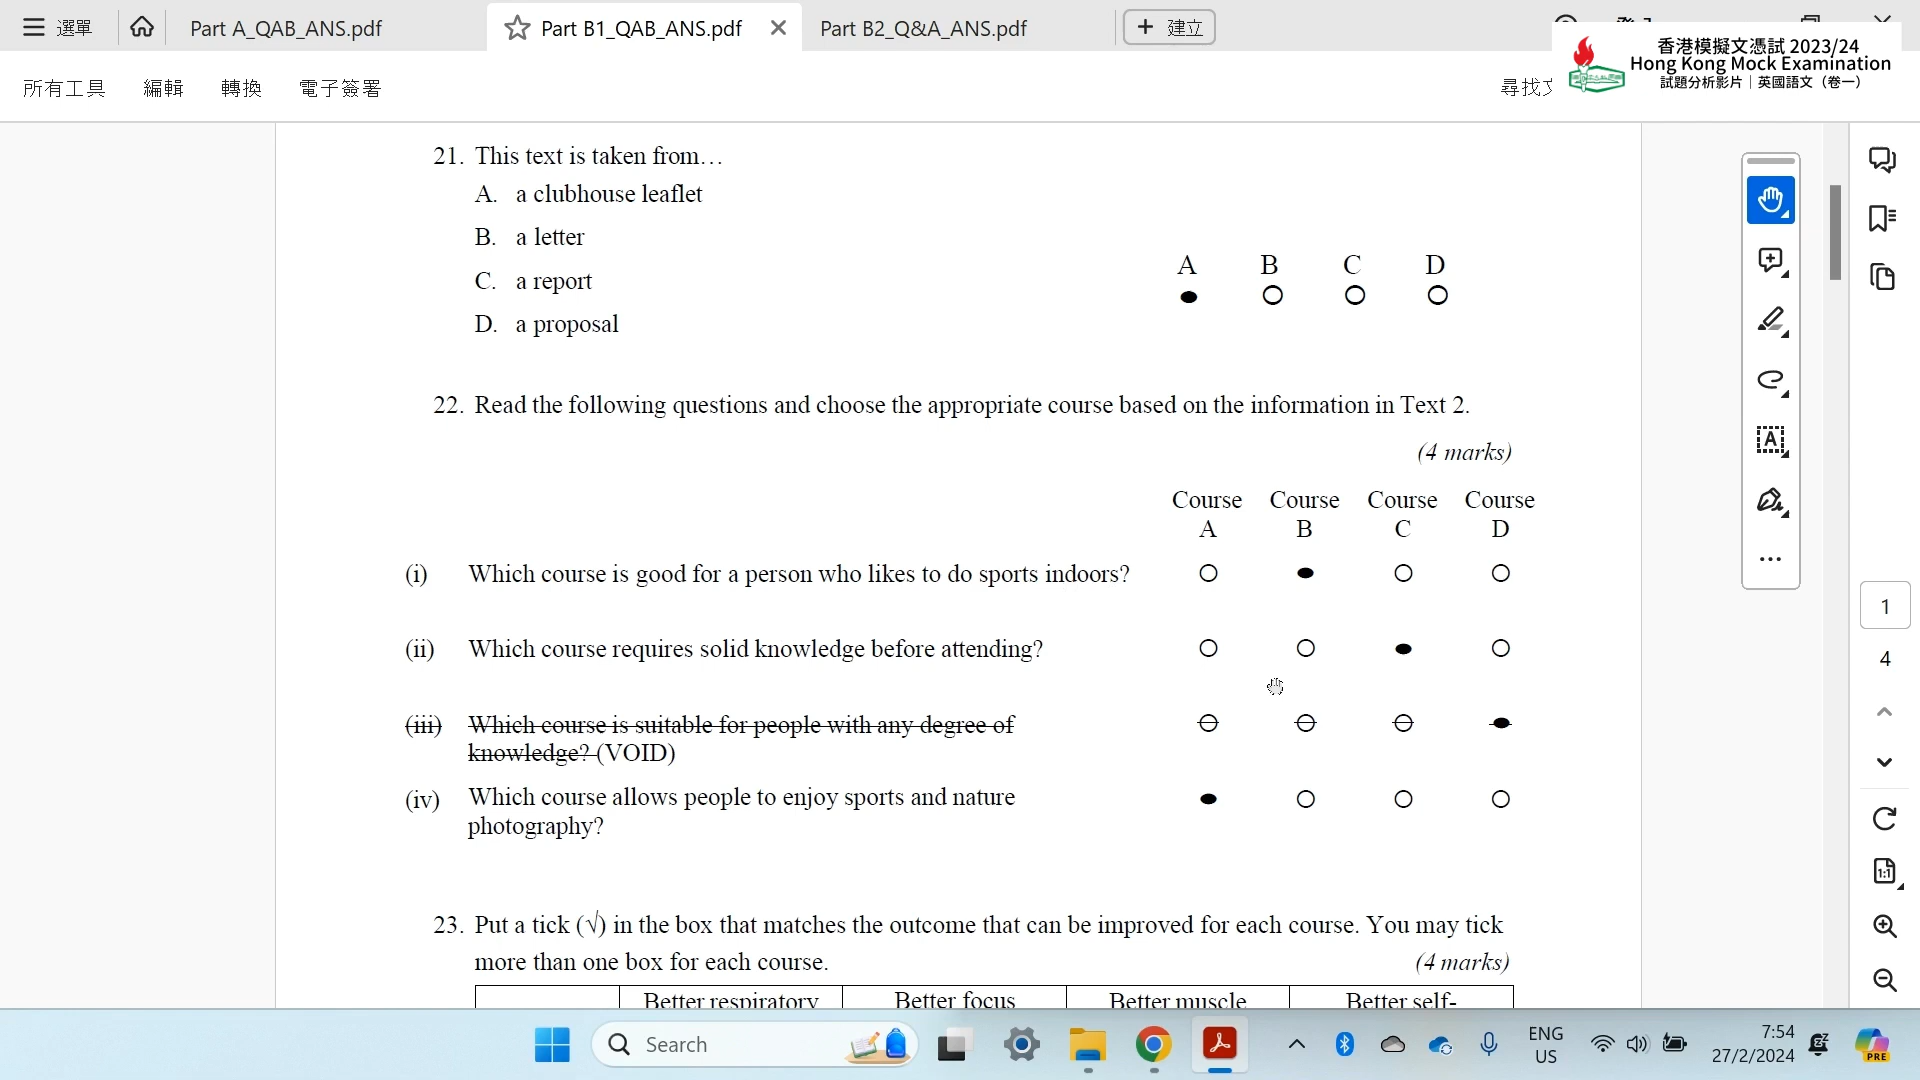 選單
Part A_QAB_ANS.pdf
Part B1_QAB_ANS.pdf
Part B2_Q&A_ANS.pdf
建立
所有工具
編輯
轉換
電子簽署
尋找文
香港模擬文憑試 2023/24
Hong Kong Mock Examination
試題分析影片｜英國語文（卷一）
21. This text is taken from…
A. a clubhouse leaflet
B. a letter
C. a report
D. a proposal
A B C D
22. Read the following questions and choose the appropriate course based on the information in Text 2.
(4 marks)
Course Course Course Course
A B C D
(i) Which course is good for a person who likes to do sports indoors?
(ii) Which course requires solid knowledge before attending?
(iii) Which course is suitable for people with any degree of
knowledge? (VOID)
(iv) Which course allows people to enjoy sports and nature
photography?
23. Put a tick (√) in the box that matches the outcome that can be improved for each course. You may tick
more than one box for each course.
(4 marks)
Better respiratory Better focus Better muscle Better self-
1
4
1:1
Search
ENG
US
7:54
27/2/2024
PRE